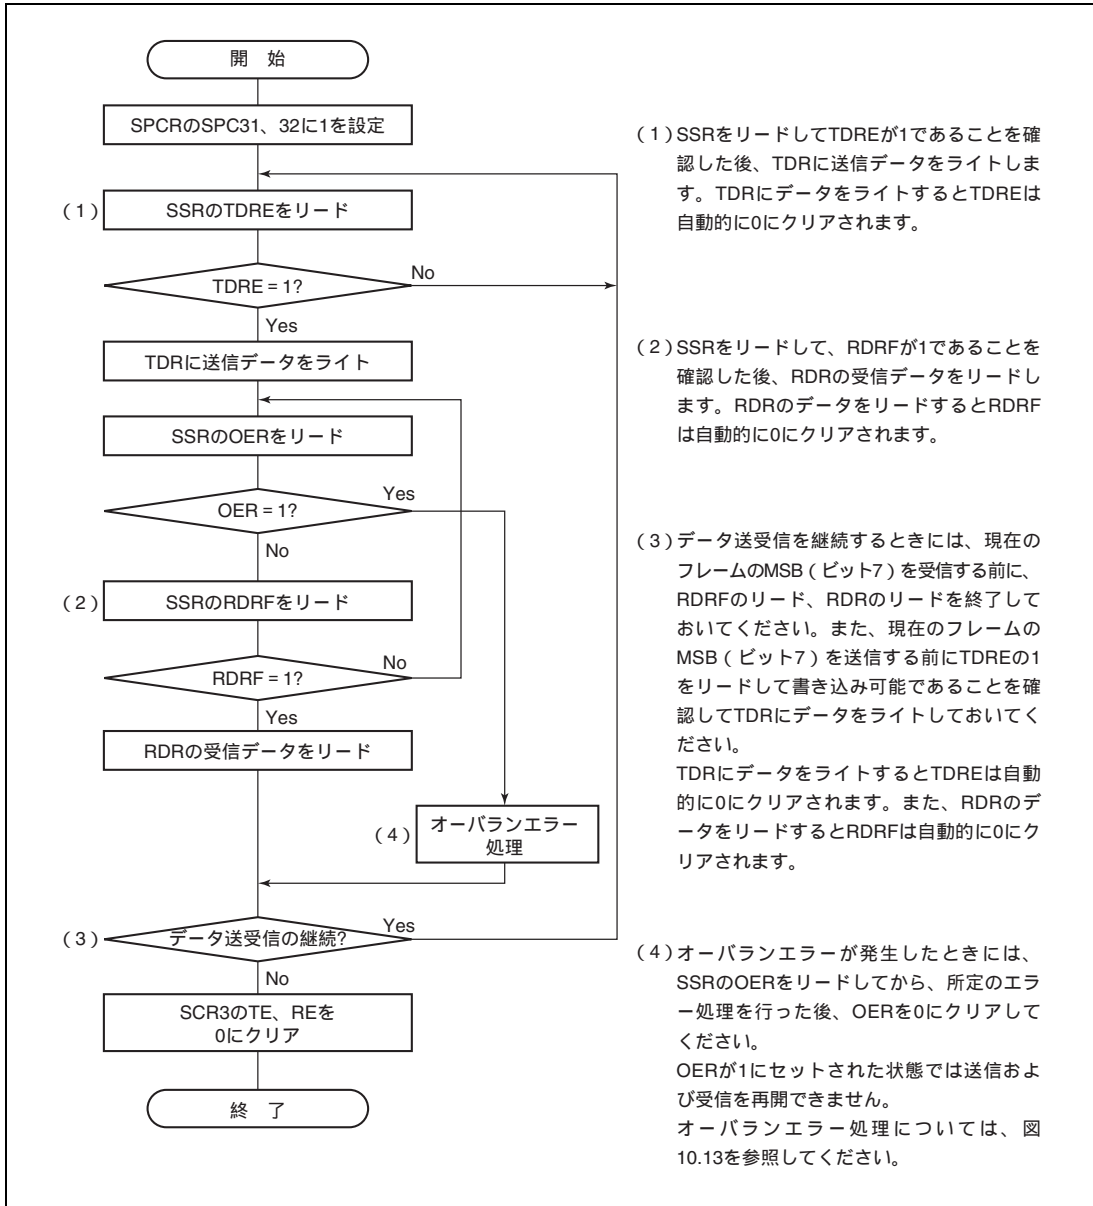 開　始
SPCRのSPC31、32に1を設定
(1)
SSRのTDREをリード
TDRE = 1?
No
Yes
TDRに送信データをライト
SSRのOERをリード
OER = 1?
Yes
No
(2)
SSRのRDRFをリード
RDRF = 1?
No
Yes
RDRの受信データをリード
(4)
オーバランエラー
処理
(3)
データ送受信の継続?
Yes
No
SCR3のTE、REを
0にクリア
終　了
(1)SSRをリードしてTDREが1であることを確
認した後、TDRに送信データをライトしま
す。TDRにデータをライトするとTDREは
自動的に0にクリアされます。
(2)SSRをリードして、RDRFが1であることを
確認した後、RDRの受信データをリードし
ます。RDRのデータをリードするとRDRF
は自動的に0にクリアされます。
(3)データ送受信を継続するときには、現在の
フレームのMSB(ビット7)を受信する前に、
RDRFのリード、RDRのリードを終了して
おいてください。また、現在のフレームの
MSB(ビット7)を送信する前にTDREの1
をリードして書き込み可能であることを確
認してTDRにデータをライトしておいてく
ださい。
TDRにデータをライトするとTDREは自動
的に0にクリアされます。また、RDRのデ
ータをリードするとRDRFは自動的に0にク
リアされます。
(4)オーバランエラーが発生したときには、
SSRのOERをリードしてから、所定のエラ
ー処理を行った後、OERを0にクリアして
ください。
OERが1にセットされた状態では送信およ
び受信を再開できません。
オーバランエラー処理については、図
10.13を参照してください。